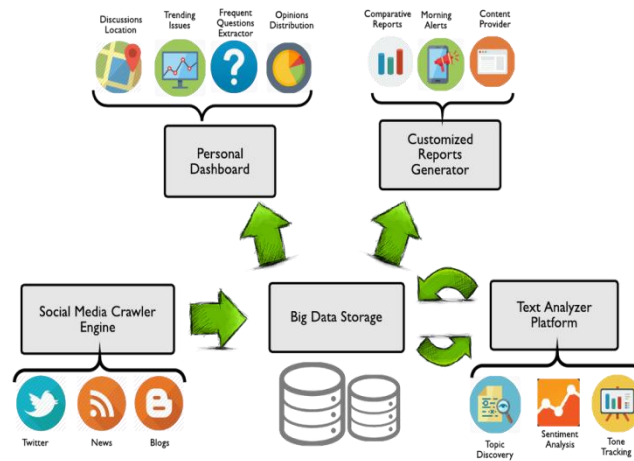 Discussions
Location
Trending
Issues
Frequent
Questions
Extractor
Opinions
Distribution
Comparative
Reports
Morning
Alerts
Content
Provider
Personal
Dashboard
Customized
Reports
Generator
Social Media Crawler
Engine
Big Data Storage
Text Analyzer
Platform
Twitter
News
Blogs
Topic
Discovery
Sentiment
Analysis
Tone
Tracking